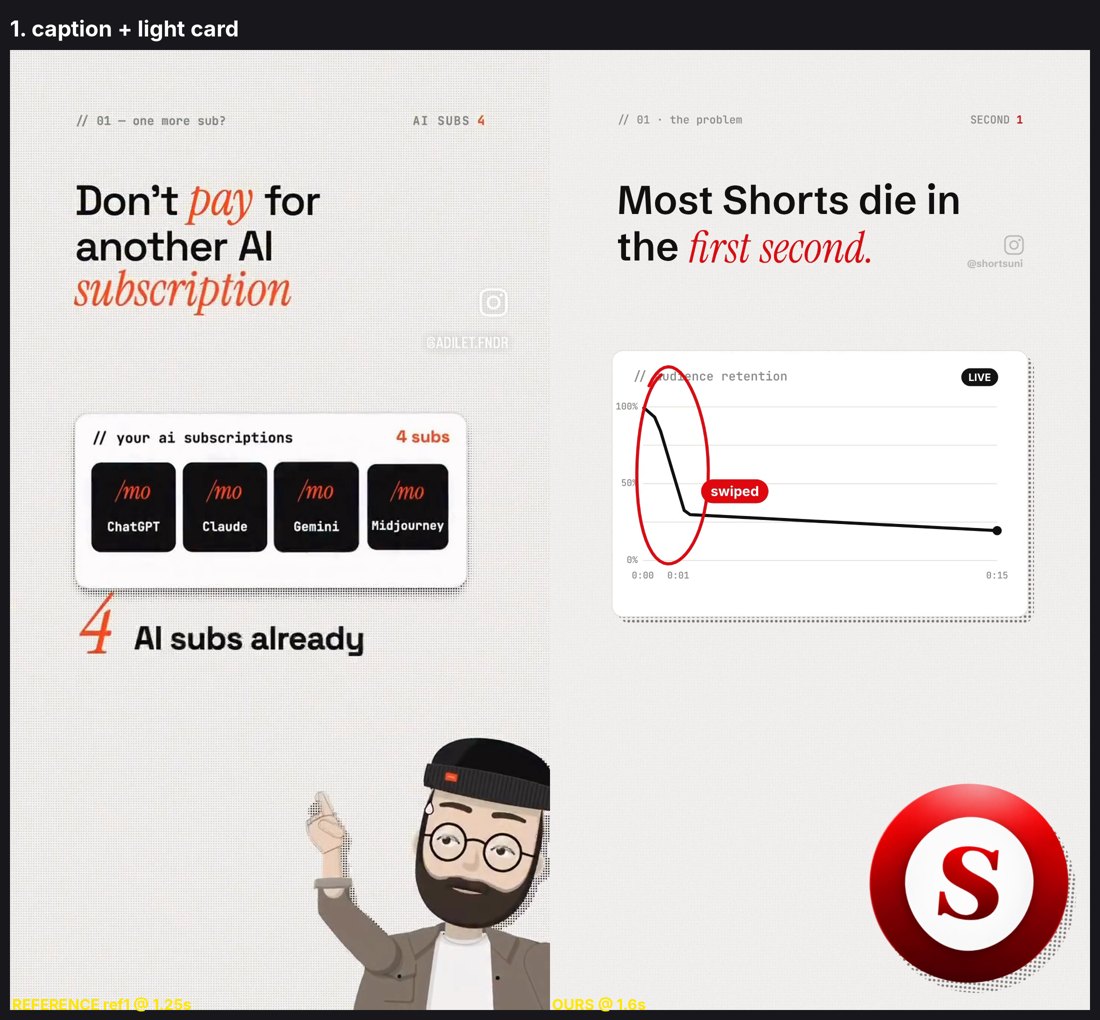 1. caption + light card
// 01 — one more sub?
AI SUBS 4
Don't pay for
another AI
subscription
@ADILET.FNDR
// your ai subscriptions
4 subs
/mo
ChatGPT
/mo
Claude
/mo
Gemini
/mo
Midjourney
4 AI subs already
REFERENCE ref1 @ 1.25s
// 01 · the problem
SECOND 1
Most Shorts die in
the first second.
@shortsuni
// audience retention
LIVE
100%
50%
0%
swiped
0:00
0:01
0:15
S
OURS @ 1.6s